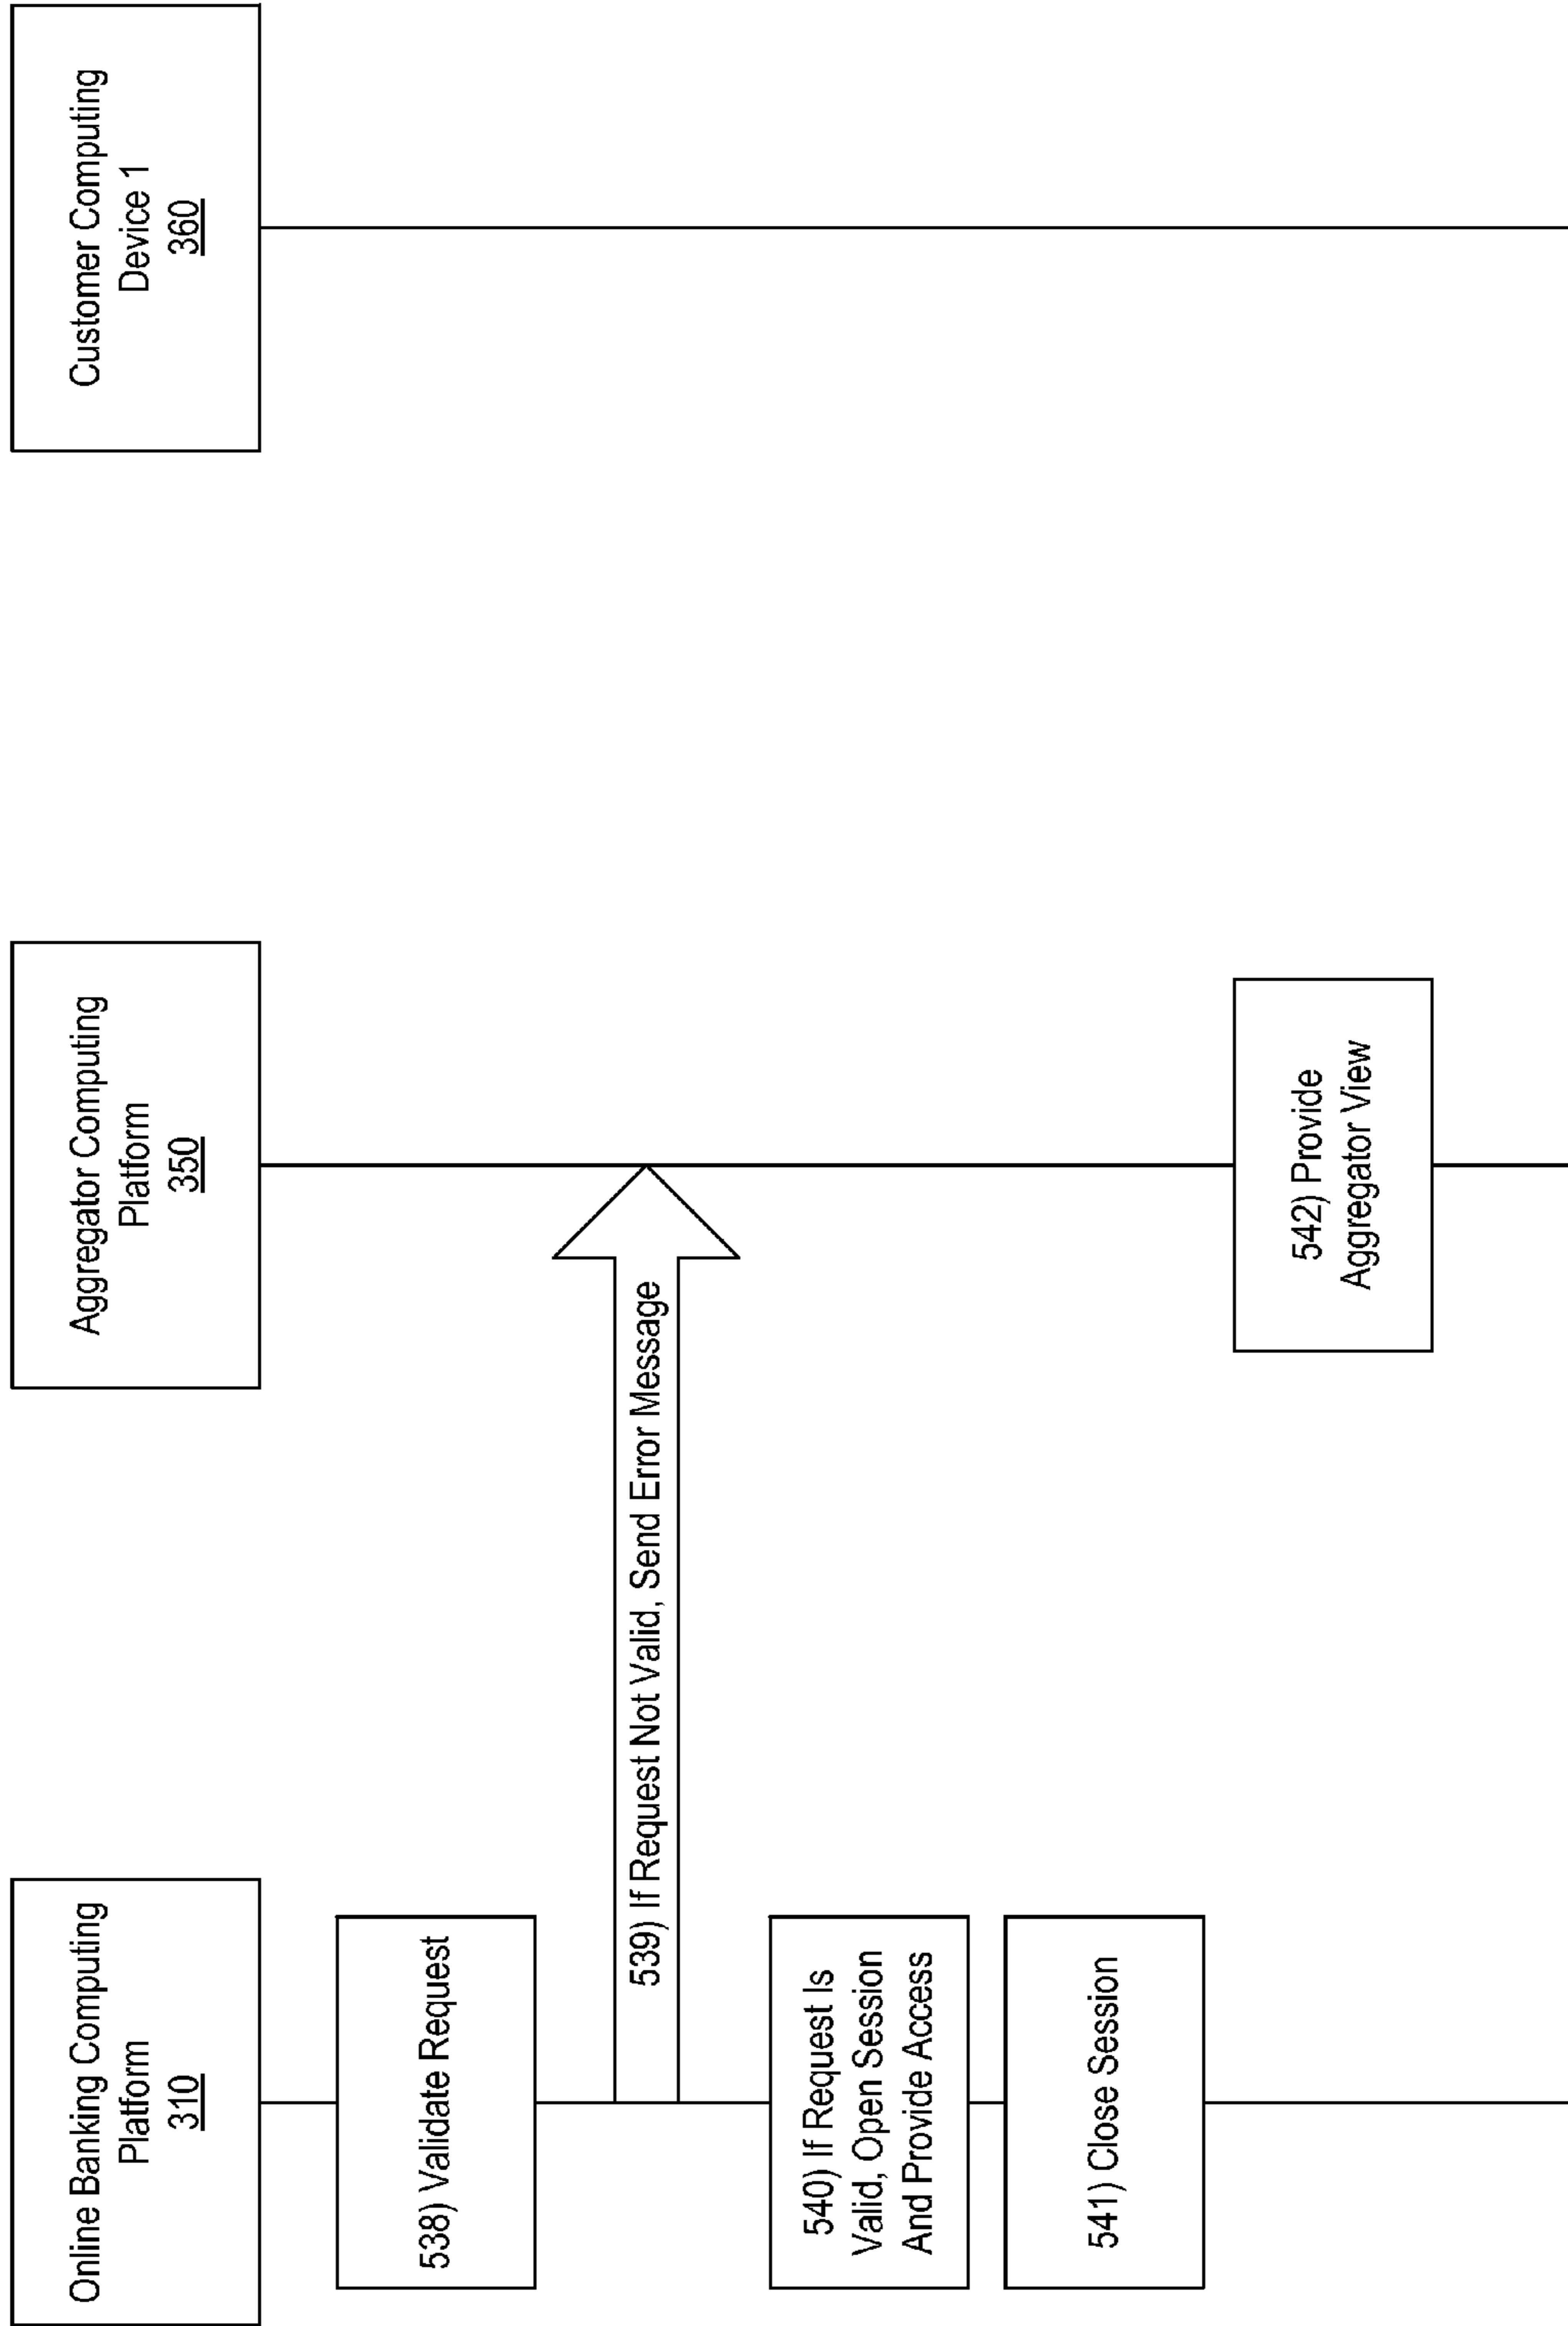 Online Banking Computing
Platform
310
Aggregator Computing
Platform
350
Customer Computing
Device 1
360
538) Validate Request
539) If Request Not Valid, Send Error Message
540) If Request Is
Valid, Open Session
And Provide Access
541) Close Session
542) Provide
Aggregator View